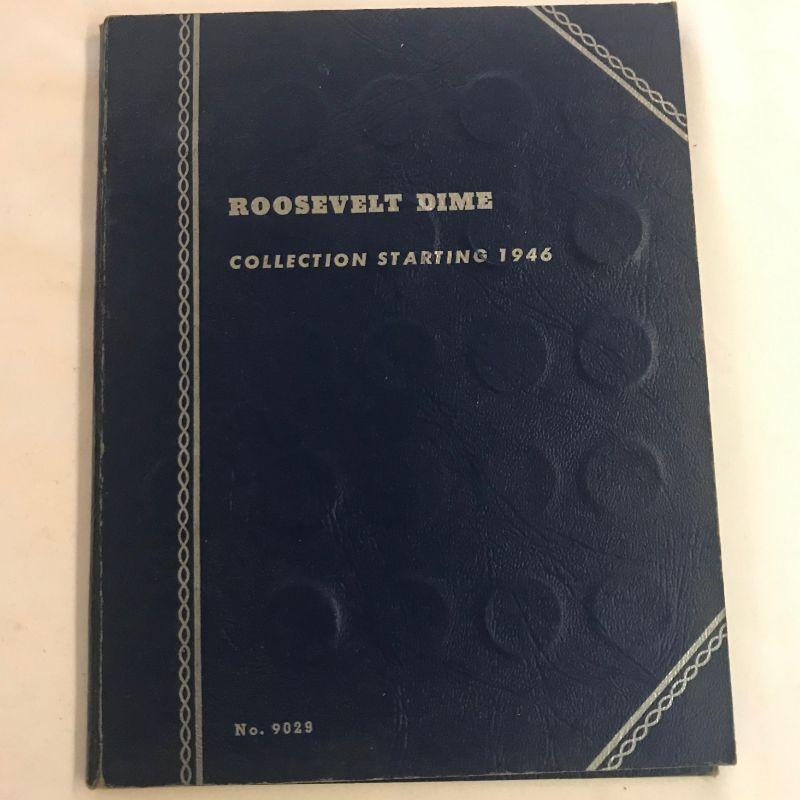 ROOSEVELT DIME
COLLECTION STARTING 1946
No. 9029